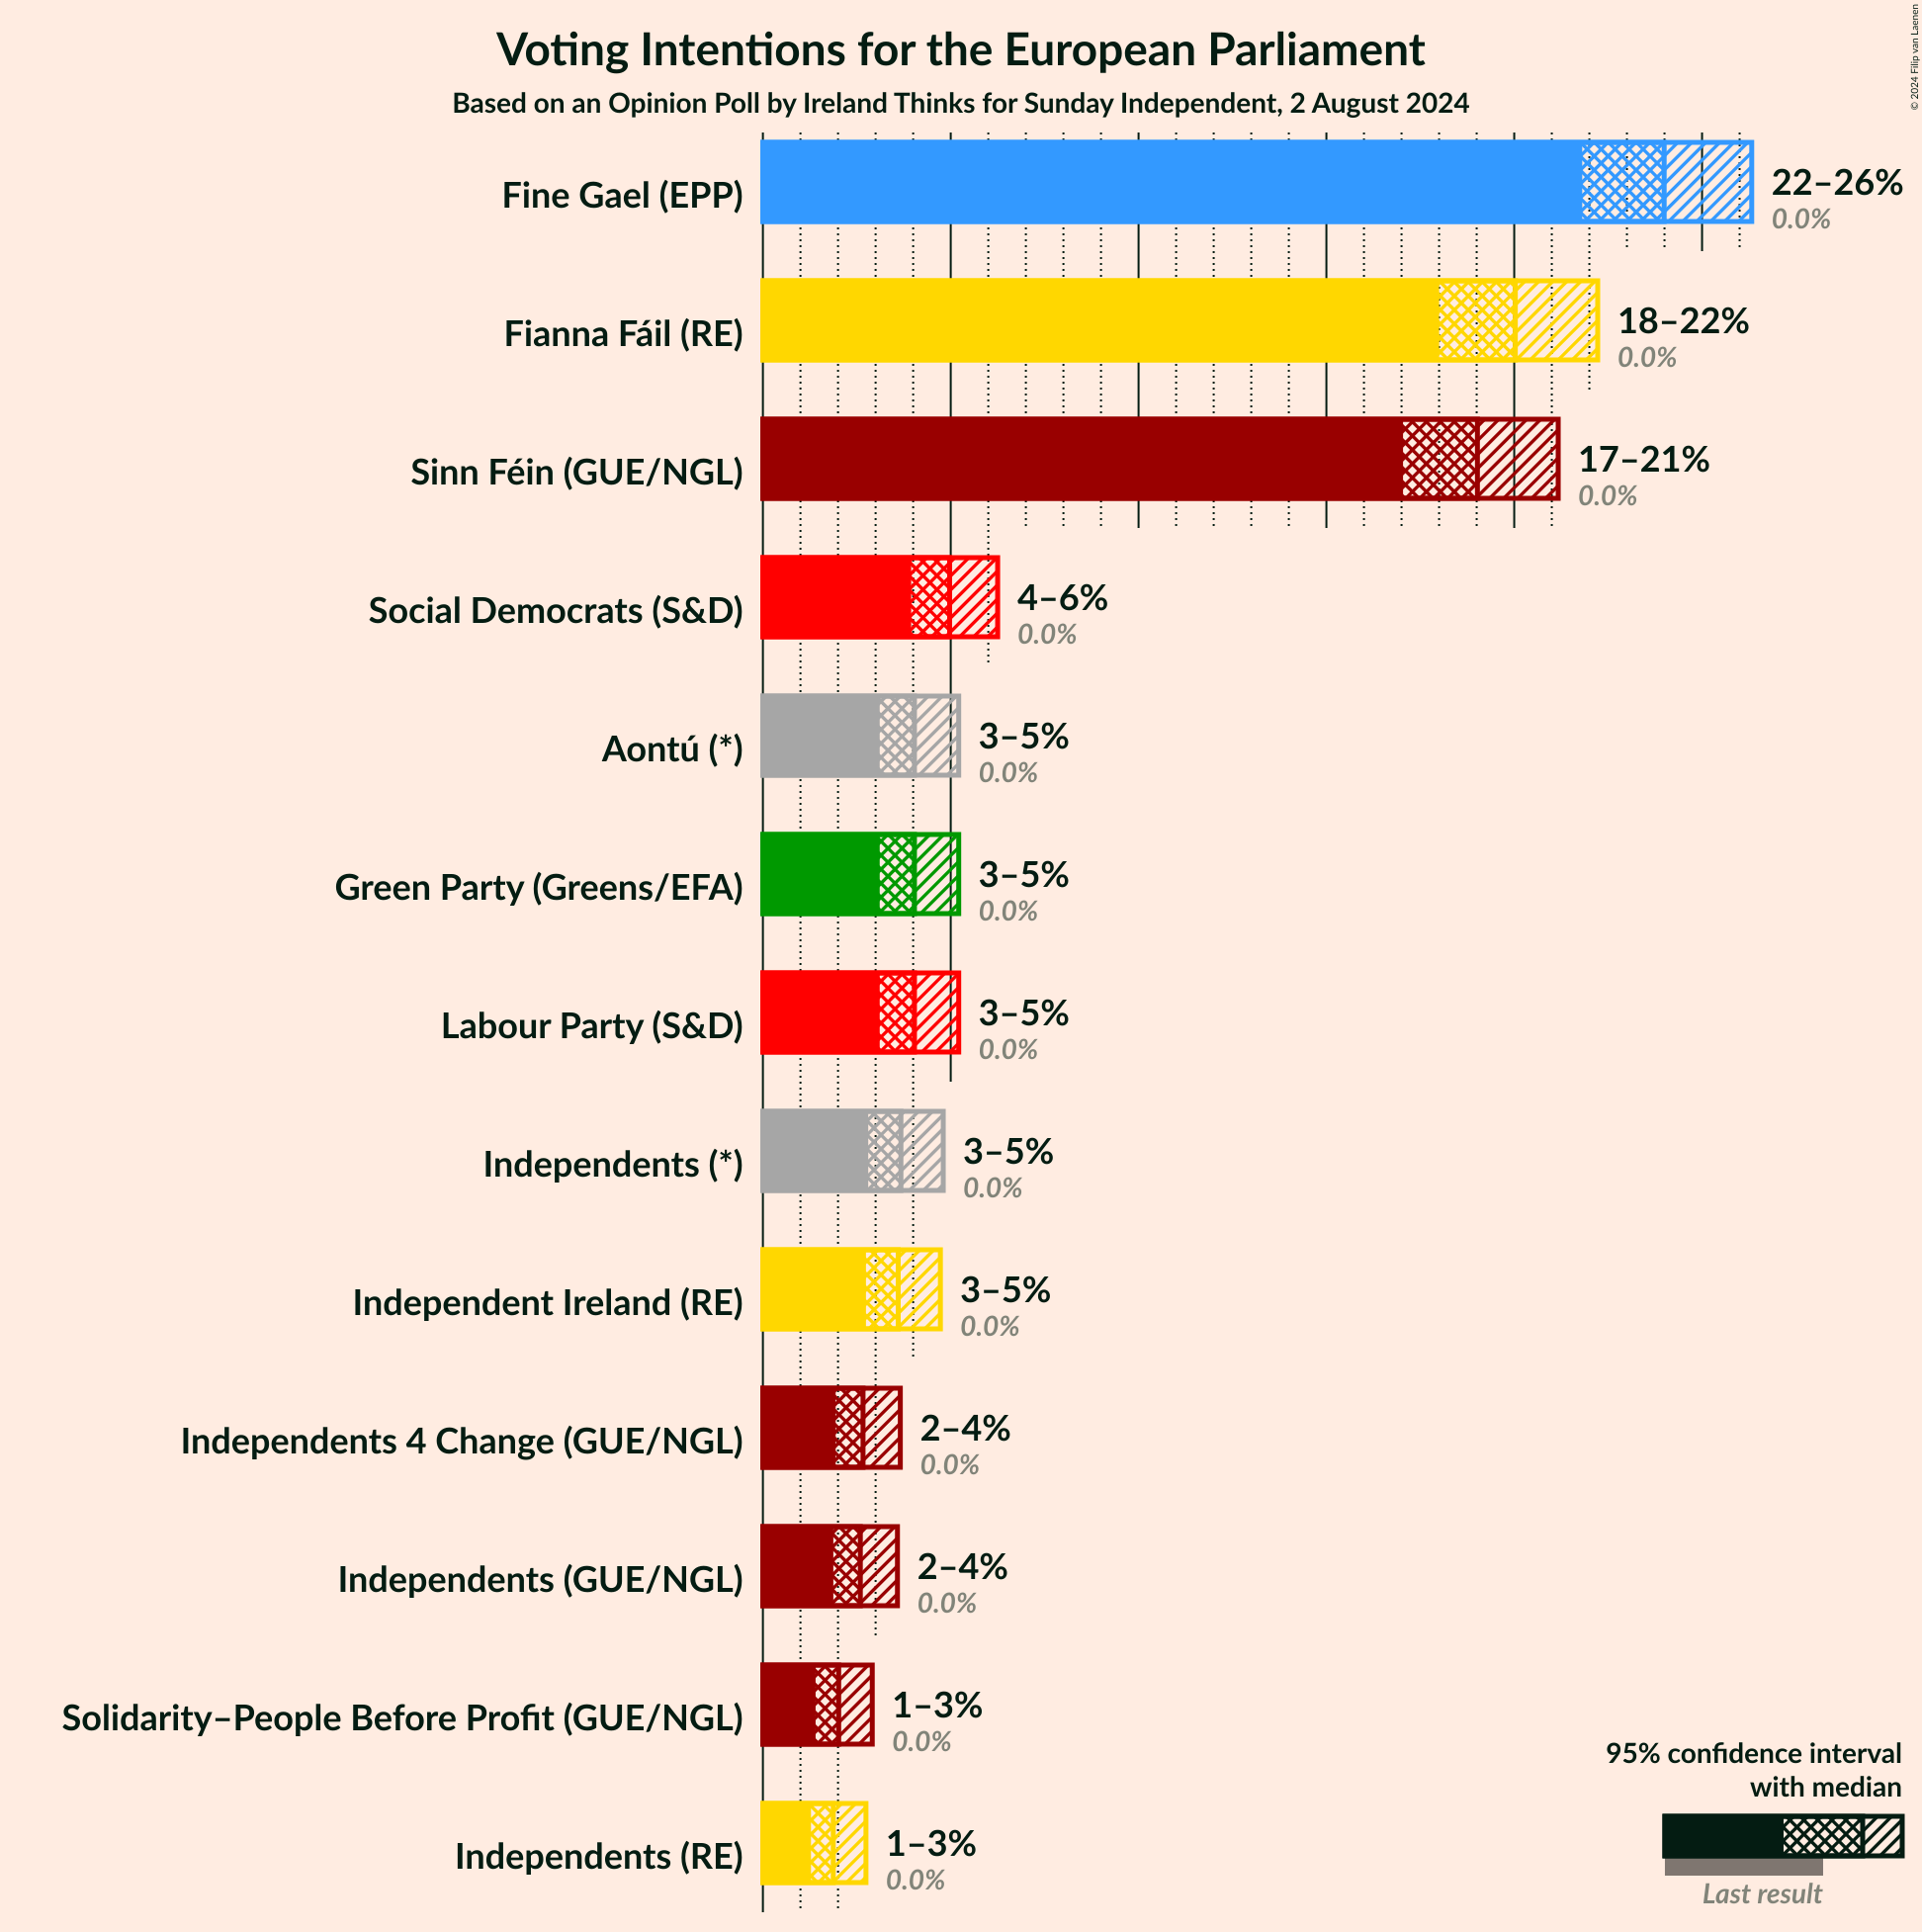 Voting Intentions for the European Parliament
Based on an Opinion Poll by Ireland Thinks for Sunday Independent, 2 August 2024
© 2024 Filip van Laenen
Fine Gael (EPP)
22–26%
0.0%
Fianna Fáil (RE)
18–22%
0.0%
Sinn Féin (GUE/NGL)
17–21%
0.0%
Social Democrats (S&D)
4–6%
0.0%
Aontú (*)
3–5%
0.0%
Green Party (Greens/EFA)
3–5%
0.0%
Labour Party (S&D)
3–5%
0.0%
Independents (*)
3–5%
0.0%
Independent Ireland (RE)
3–5%
0.0%
Independents 4 Change (GUE/NGL)
2–4%
0.0%
Independents (GUE/NGL)
2–4%
0.0%
Solidarity–People Before Profit (GUE/NGL)
1–3%
0.0%
Independents (RE)
1–3%
0.0%
95% confidence interval
with median
Last result